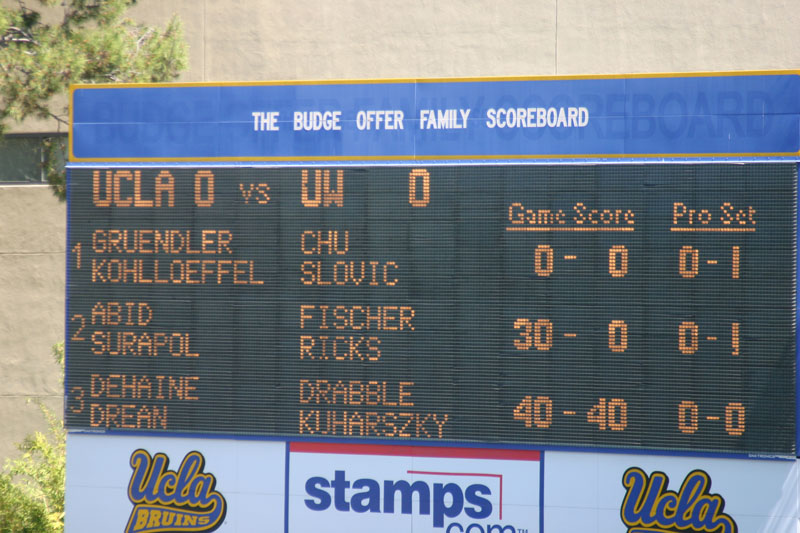 THE BUDGE OFFER FAMILY SCOREBOARD
UCLA 0 vs UW 0
Game Score Pro Set
1 GRUENDLER CHU 0 - 0 0 - 1
KOHLLOEFFEL SLOVIC
2 ABID FISCHER 30 - 0 0 - 1
SURAPOL RICKS
3 DEHAINE DRABBLE 40 - 40 0 - 0
DREAN KUHARSZKY
Ucla
BRUINS
stamps
.com™
Ucla